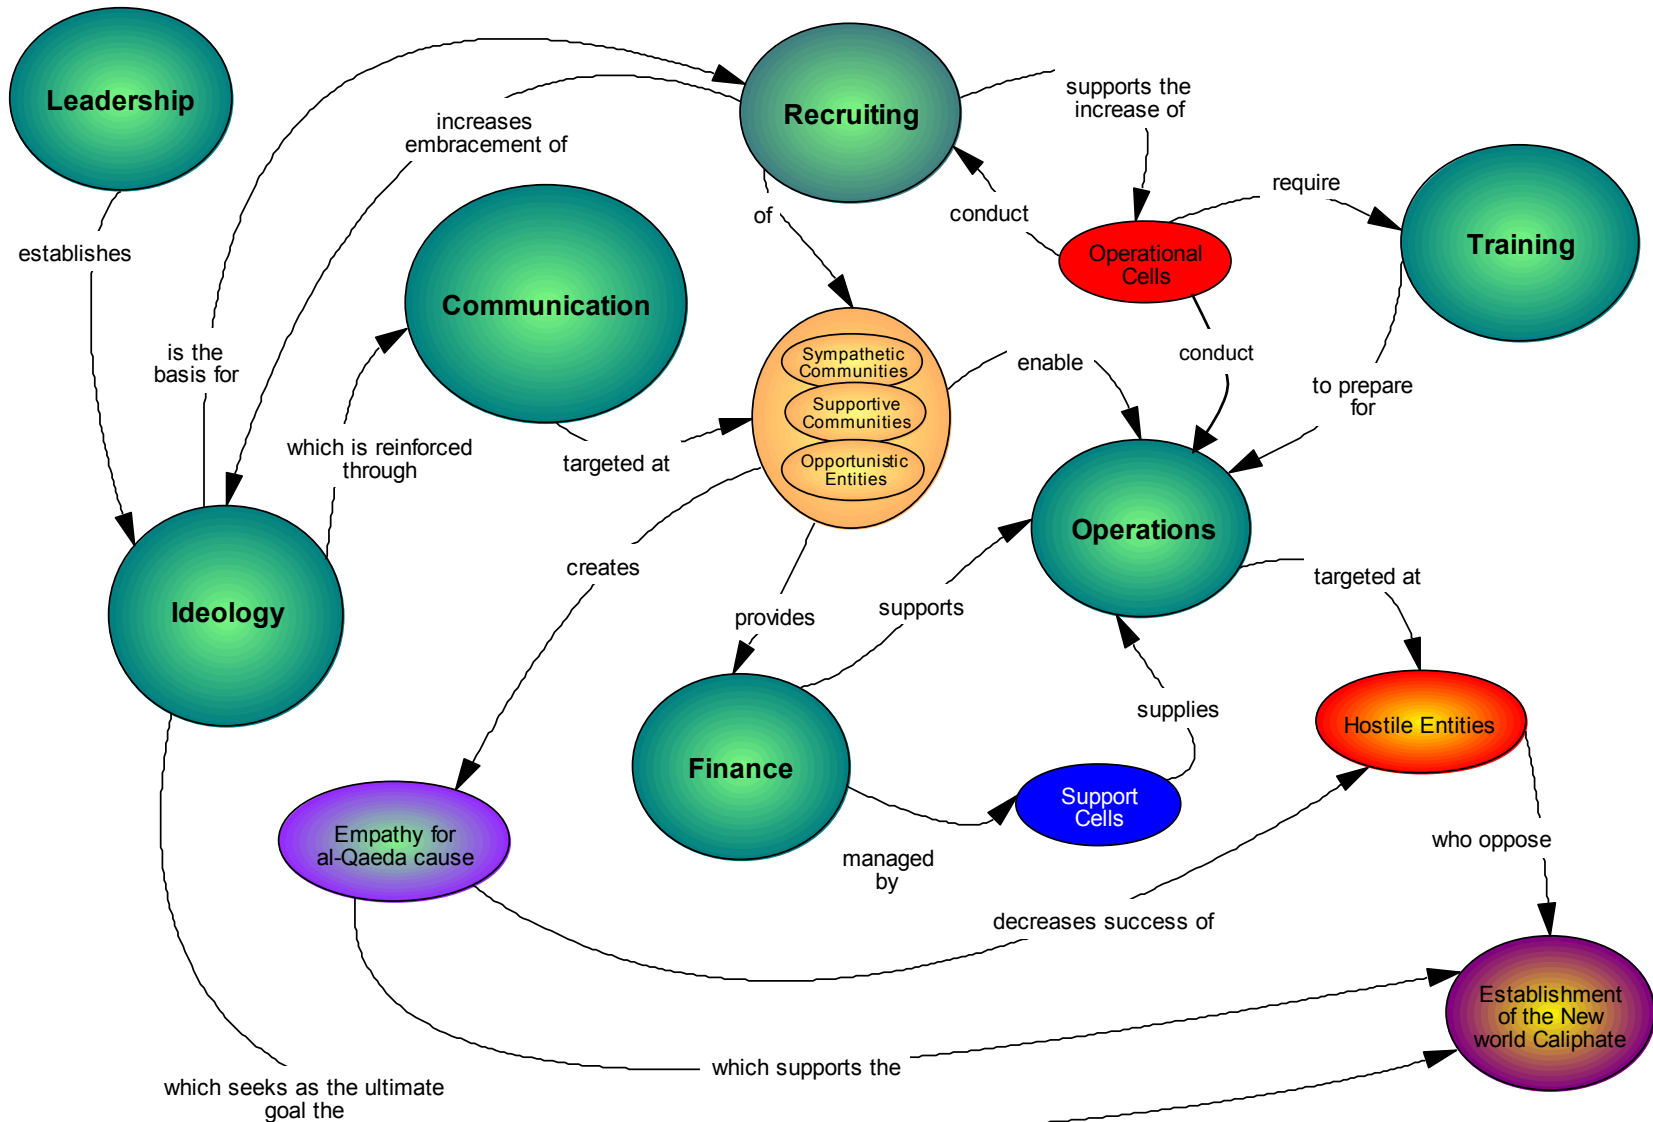 Leadership
Recruiting
supports the
increase of
increases
embracement of
Training
require
of
conduct
establishes
Operational
Cells
Communication
is the
basis for
Sympathetic
Communities
enable
conduct
Supportive
Communities
to prepare
for
which is reinforced
through
targeted at
Opportunistic
Entities
Operations
creates
targeted at
Ideology
provides
supports
supplies
Hostile Entities
Finance
Support
Cells
Empathy for
al-Qaeda cause
managed
by
who oppose
decreases success of
Establishment
of the New
world Caliphate
which supports the
which seeks as the ultimate
goal the